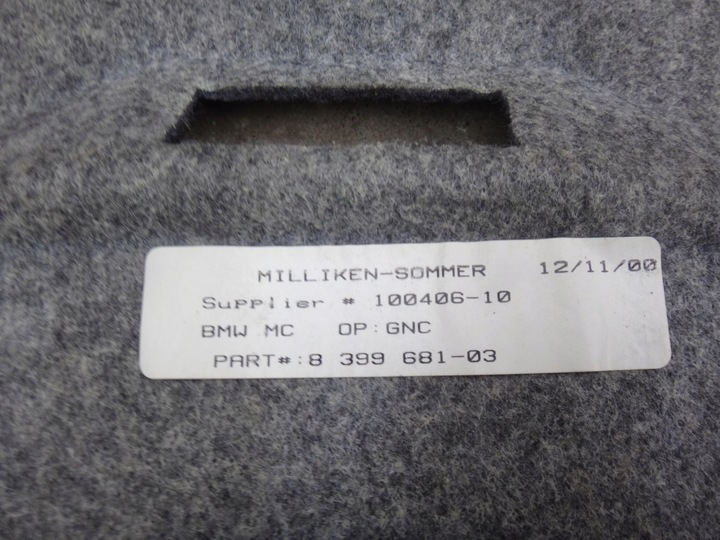 MILLIKEN-SOMMER 12/11/00
Supplier # 100406-10
BMW MC OP:GNC
PART#:8 399 681-03